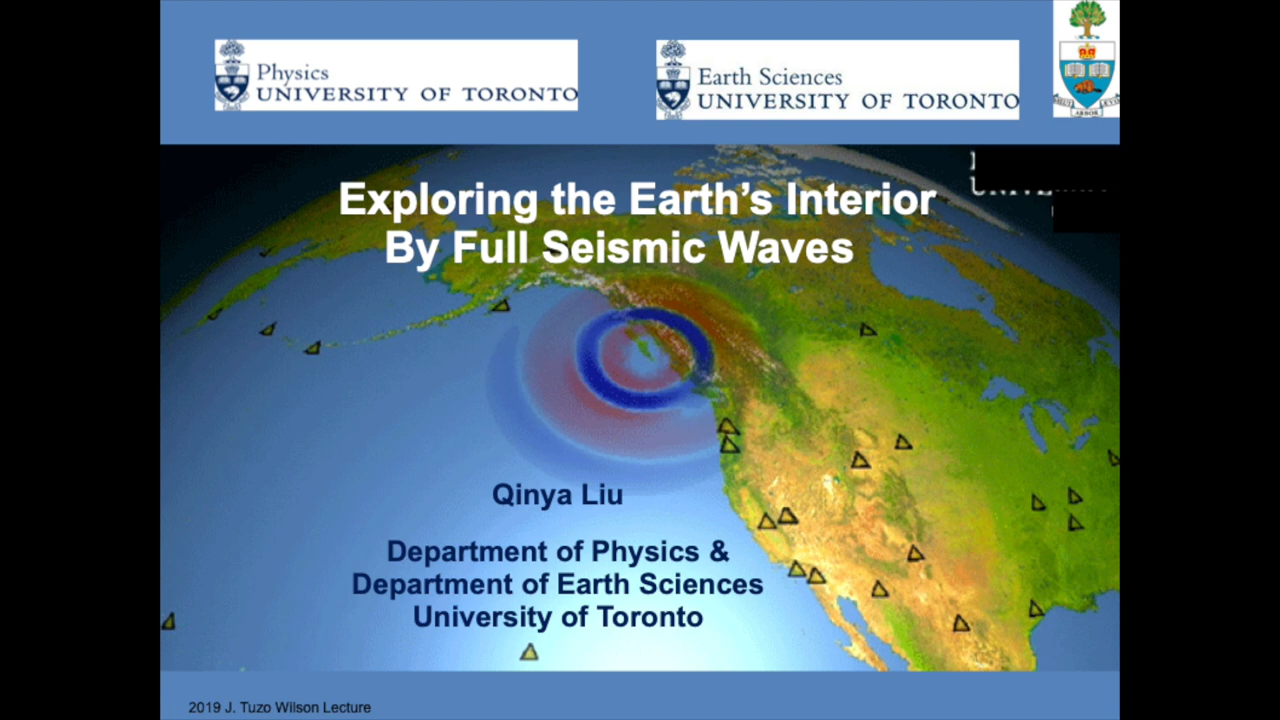 Physics
UNIVERSITY OF TORONTO
Earth Sciences
UNIVERSITY OF TORONTO
ARBOR
Exploring the Earth's Interior
By Full Seismic Waves
Qinya Liu
Department of Physics &
Department of Earth Sciences
University of Toronto
2019 J. Tuzo Wilson Lecture